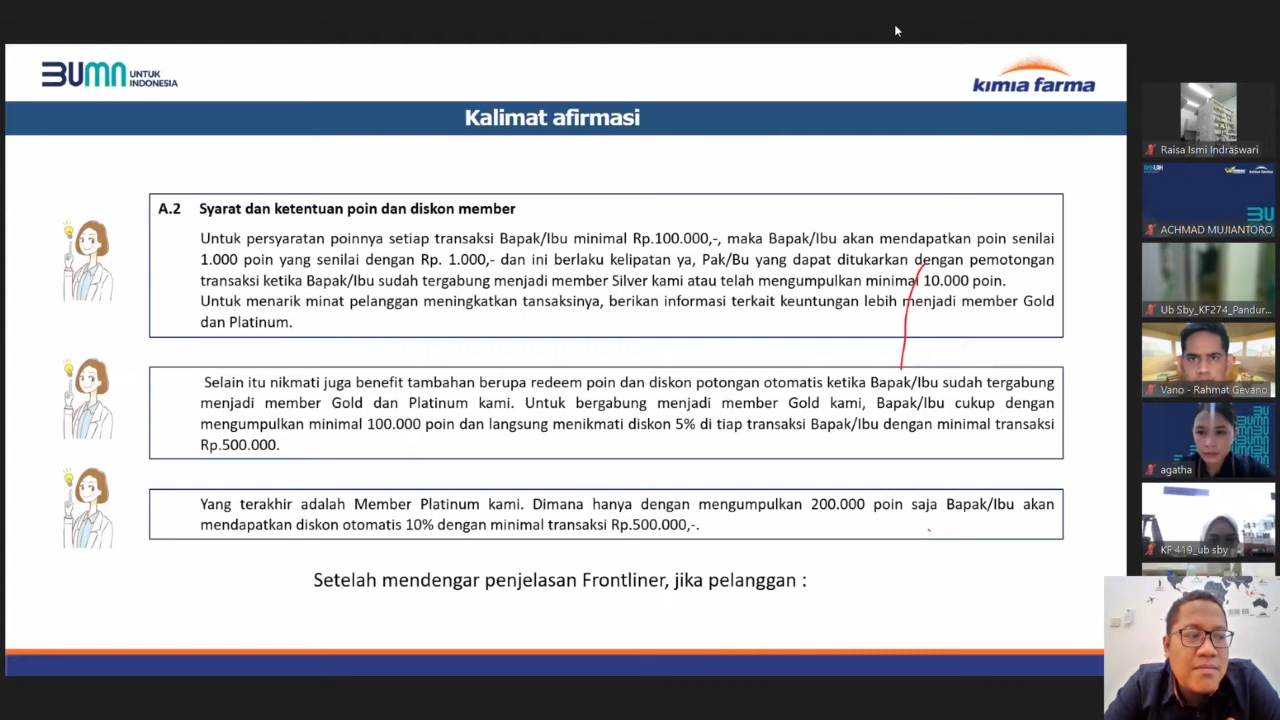 BUMN UNTUK
INDONESIA
kimia farma
Kalimat afirmasi
A.2 Syarat dan ketentuan poin dan diskon member
Untuk persyaratan poinnya setiap transaksi Bapak/Ibu minimal Rp.100.000,-, maka Bapak/Ibu akan mendapatkan poin senilai
1.000 poin yang senilai dengan Rp. 1.000,- dan ini berlaku kelipatan ya, Pak/Bu yang dapat ditukarkan dengan pemotongan
transaksi ketika Bapak/Ibu sudah tergabung menjadi member Silver kami atau telah mengumpulkan minimal 10.000 poin.
Untuk menarik minat pelanggan meningkatkan tansaksinya, berikan informasi terkait keuntungan lebih menjadi member Gold
dan Platinum.
Selain itu nikmati juga benefit tambahan berupa redeem poin dan diskon potongan otomatis ketika Bapak/Ibu sudah tergabung
menjadi member Gold dan Platinum kami. Untuk bergabung menjadi member Gold kami, Bapak/Ibu cukup dengan
mengumpulkan minimal 100.000 poin dan langsung menikmati diskon 5% di tiap transaksi Bapak/Ibu dengan minimal transaksi
Rp.500.000.
Yang terakhir adalah Member Platinum kami. Dimana hanya dengan mengumpulkan 200.000 poin saja Bapak/Ibu akan
mendapatkan diskon otomatis 10% dengan minimal transaksi Rp.500.000,-.
Setelah mendengar penjelasan Frontliner, jika pelanggan :
Raisa Ismi Indraswari
BU
ACHMAD MUJIANTORO
Ub Sby_KF274_Pandur...
Vano - Rahmat Gevano
agatha
KF 419_ub sby